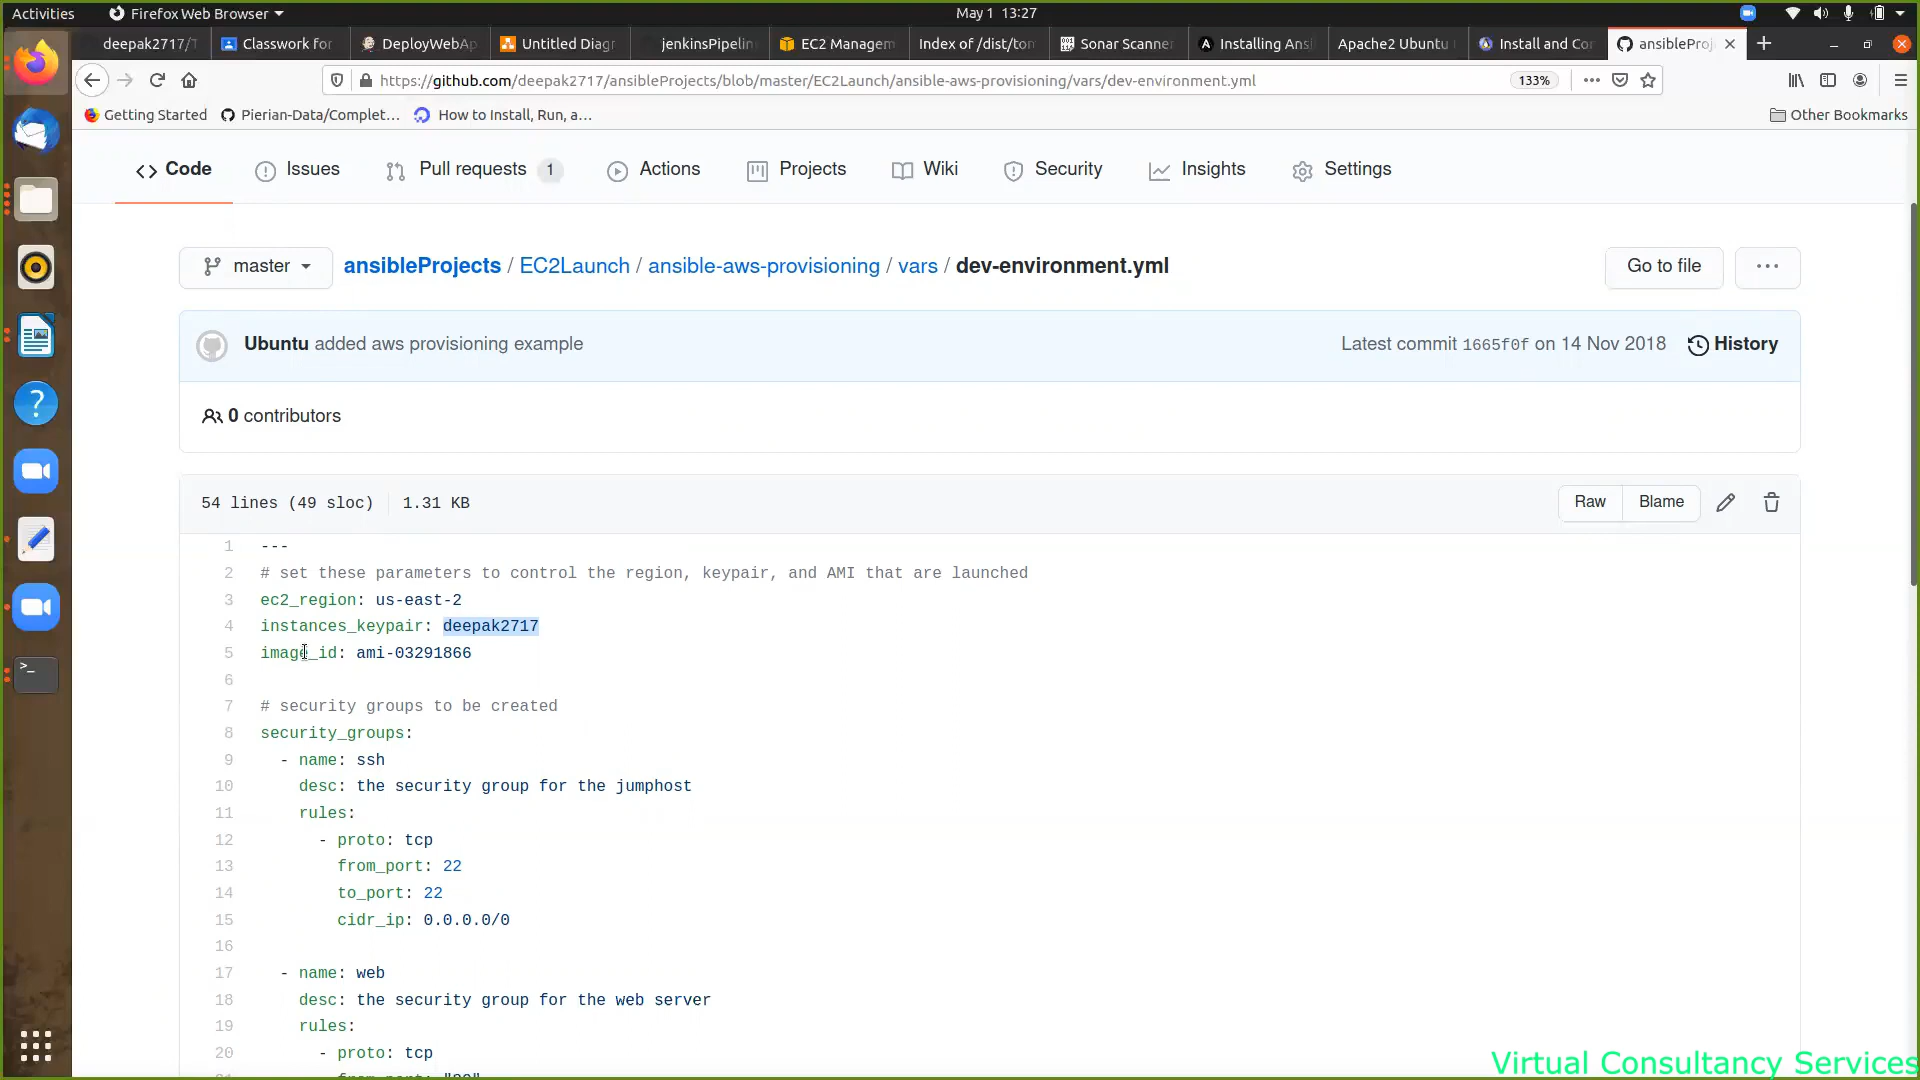 Activities
Firefox Web Browser
May 1 13:27
deepak2717/T
Classwork for
DeployWebAp
Untitled Diagr
jenkinsPipelin
EC2 Managem
Index of /dist/tom
Sonar Scanner
Installing Ansi
Apache2 Ubuntu
Install and Con
ansibleProj
https://github.com/deepak2717/ansibleProjects/blob/master/EC2Launch/ansible-aws-provisioning/vars/dev-environment.yml
133%
Getting Started
Pierian-Data/Complet...
How to Install, Run, a...
Other Bookmarks
Code
Issues
Pull requests 1
Actions
Projects
Wiki
Security
Insights
Settings
master
ansibleProjects / EC2Launch / ansible-aws-provisioning / vars / dev-environment.yml
Go to file
Ubuntu added aws provisioning example
Latest commit 1665f0f on 14 Nov 2018
History
0 contributors
54 lines (49 sloc) 1.31 KB
Raw
Blame
1 ---
2 # set these parameters to control the region, keypair, and AMI that are launched
3 ec2_region: us-east-2
4 instances_keypair: deepak2717
5 image_id: ami-03291866
6
7 # security groups to be created
8 security_groups:
9 - name: ssh
10 desc: the security group for the jumphost
11 rules:
12 - proto: tcp
13 from_port: 22
14 to_port: 22
15 cidr_ip: 0.0.0.0/0
16
17 - name: web
18 desc: the security group for the web server
19 rules:
20 - proto: tcp
Virtual Consultancy Services